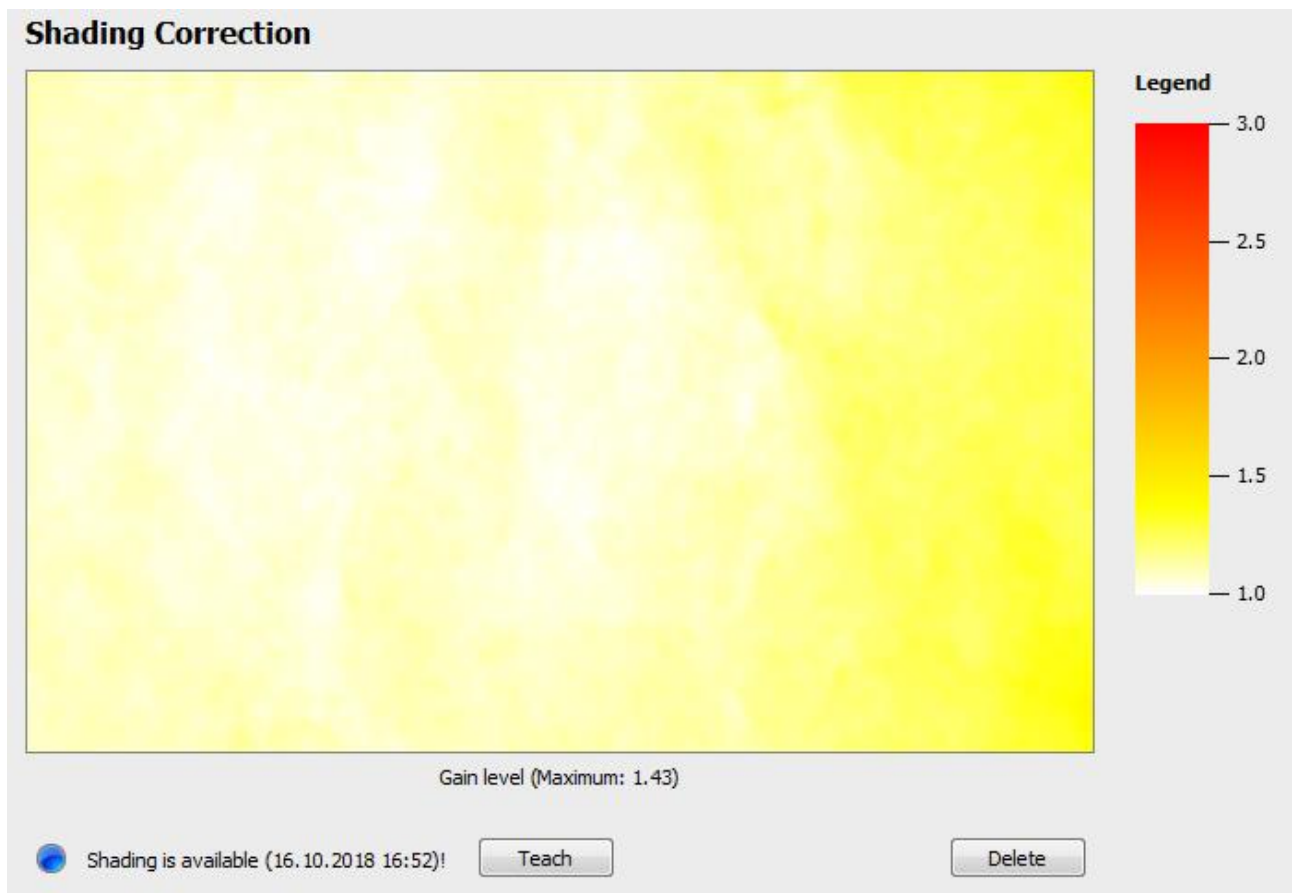 Shading Correction
Legend
3.0
2.5
2.0
1.5
1.0
Gain level (Maximum: 1.43)
Shading is available (16.10.2018 16:52)!
Teach
Delete